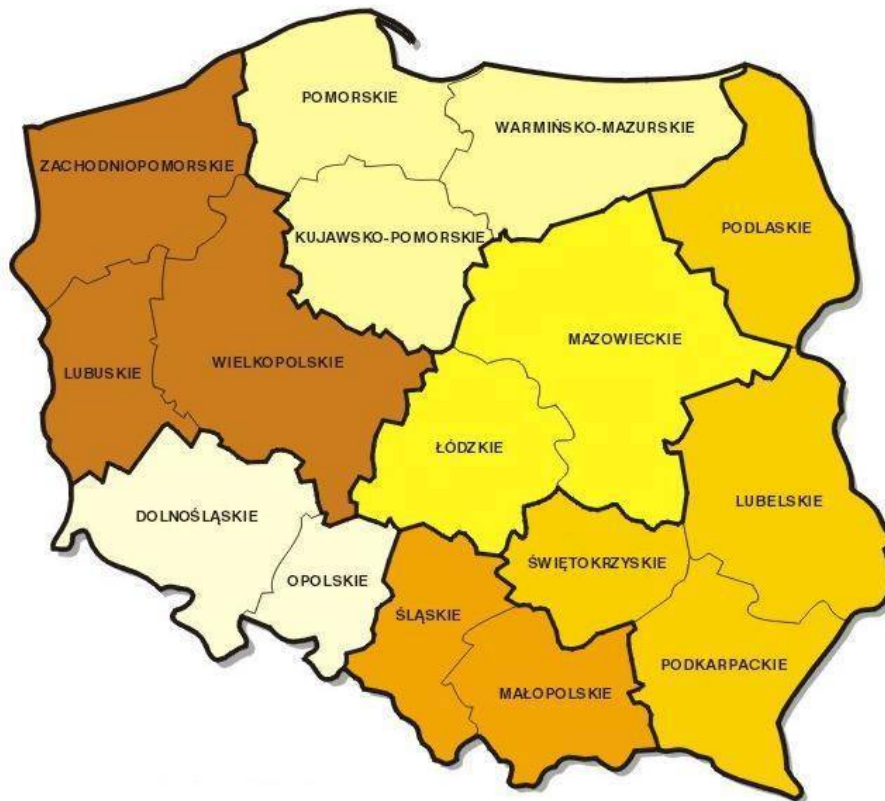 POMORSKIE
WARMIŃSKO-MAZURSKIE
ZACHODNIOPOMORSKIE
PODLASKIE
KUJAWSKO-POMORSKIE
MAZOWIECKIE
WIELKOPOLSKIE
LUBUSKIE
ŁÓDZKIE
LUBELSKIE
DOLNOŚLĄSKIE
ŚWIĘTOKRZYSKIE
OPOLSKIE
ŚLĄSKIE
PODKARPACKIE
MAŁOPOLSKIE